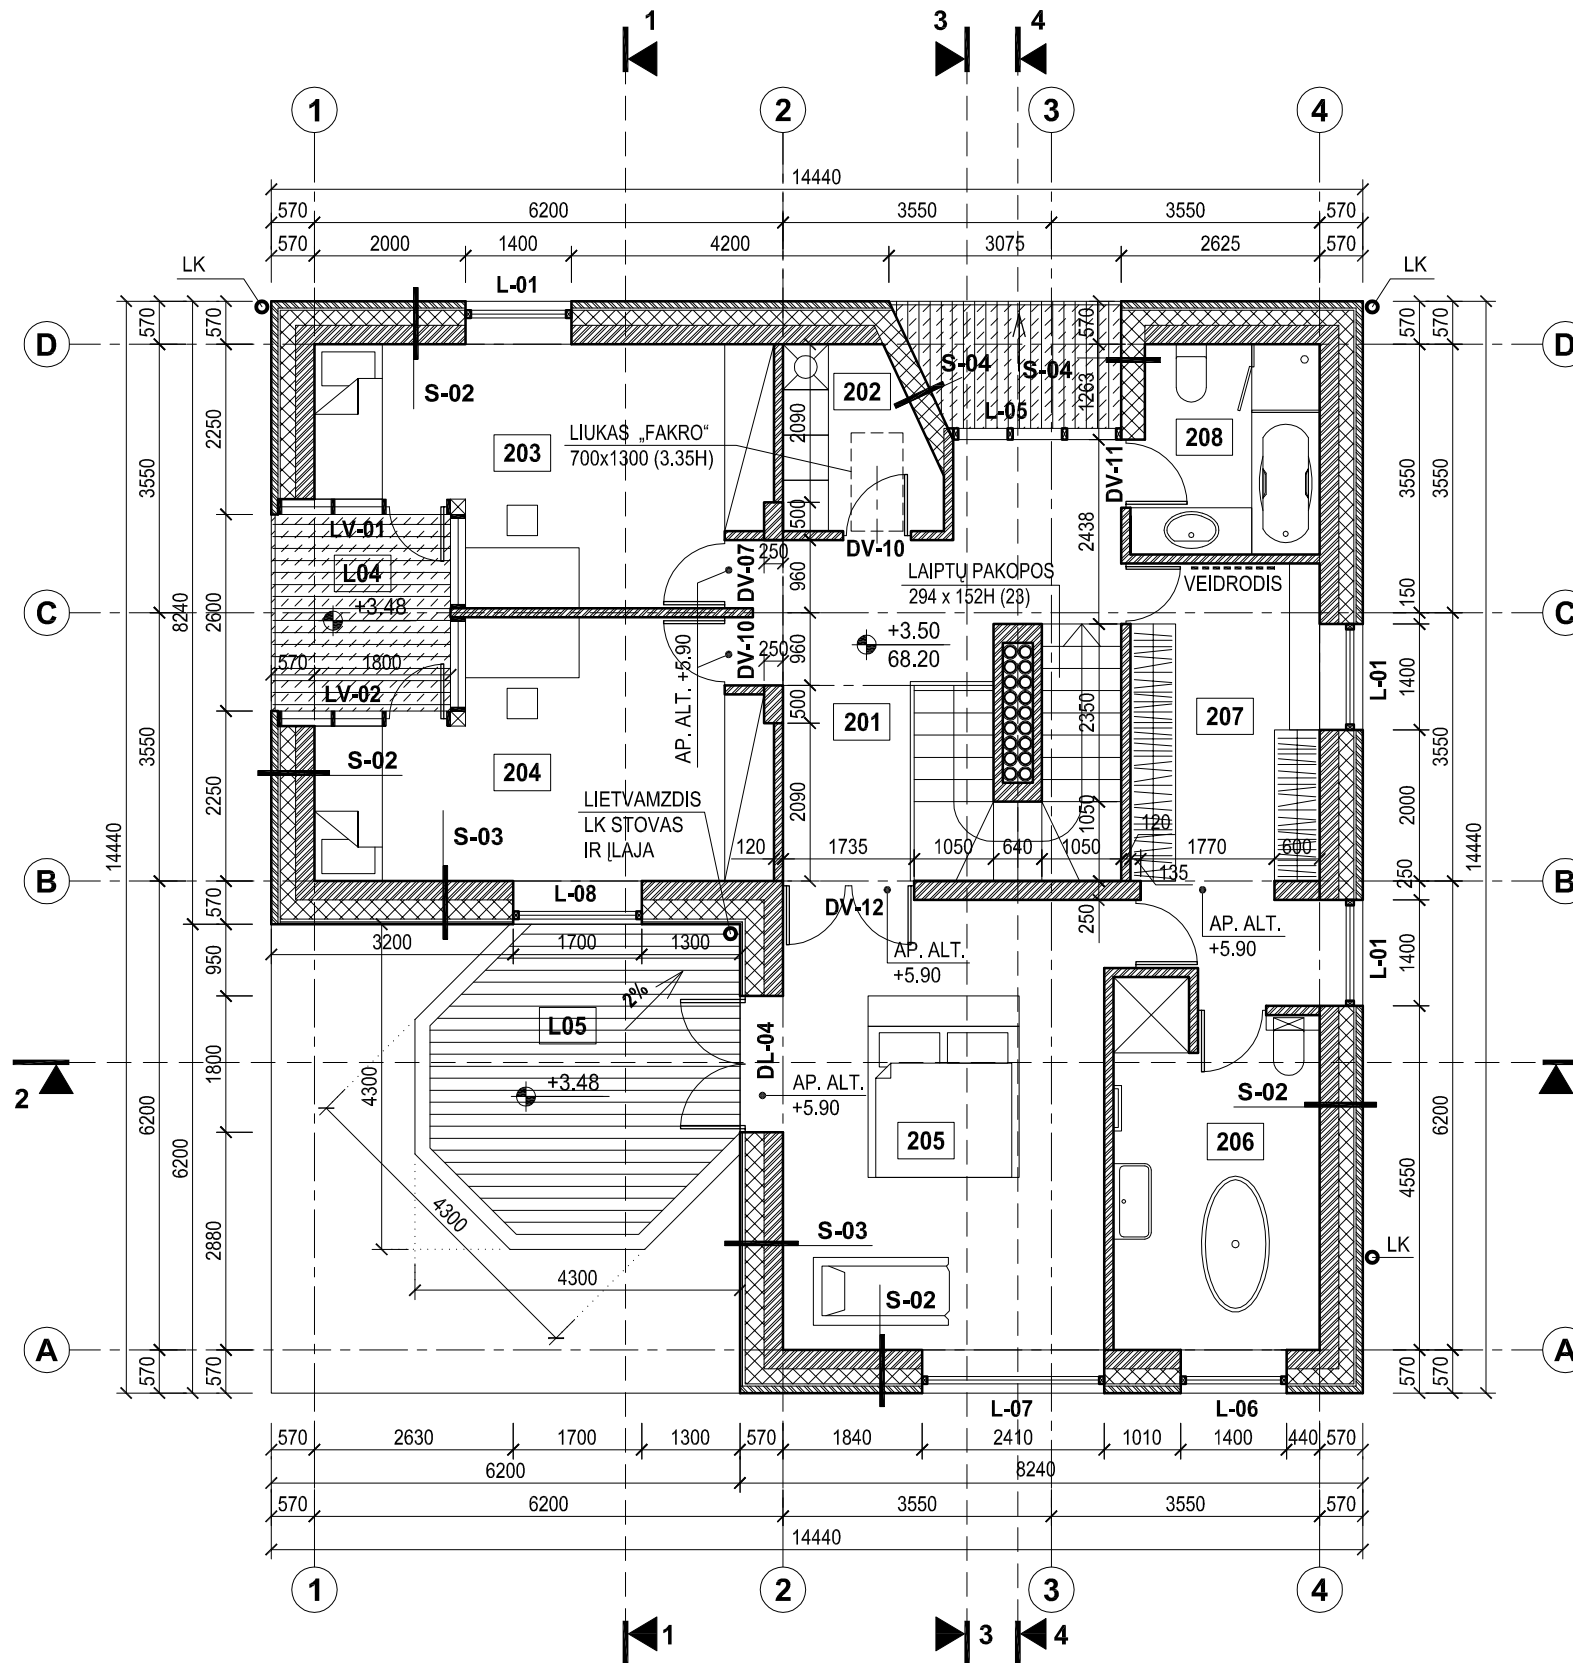 1
3
4
1
2
3
4
14440
570
6200
3550
3550
570
570
2000
1400
4200
3075
2625
570
LK
L-01
LK
570
570
570
570
570
D
D
S-02
S-04
S-04
1263
202
L-05
208
2250
3550
203
LIUKAS „FAKRO“
700x1300 (3.35H)
2090
DV-11
3550
3550
500
LV-01
DV-10
2438
L04
DV-07
250
960
LAIPTŲ PAKOPOS
294 x 152H (23)
VEIDRODIS
150
C
+3.48
C
8240
2600
DV-10
250
960
+3.50
68.20
570
1800
LV-02
AP. ALT. +5.90
500
201
2350
207
1400
L-01
S-02
204
3550
2250
3550
14440
LIETVAMZDIS
LK STOVAS
IR ĮLAJA
2090
1050
2000
14440
S-03
120
1735
1050
640
1050
120
135
1770
600
B
250
B
L-08
DV-12
570
3200
1700
1300
250
AP. ALT.
+5.90
AP. ALT.
+5.90
950
1400
L-01
2%
L05
DL-04
1800
2
4300
+3.48
AP. ALT.
+5.90
S-02
6200
6200
205
206
6200
4550
4300
2880
S-03
LK
4300
S-02
A
A
570
570
570
570
L-07
L-06
570
2630
1700
1300
570
1840
2410
1010
1400
440
570
6200
8240
570
6200
3550
3550
570
14440
1
2
3
4
1
3
4